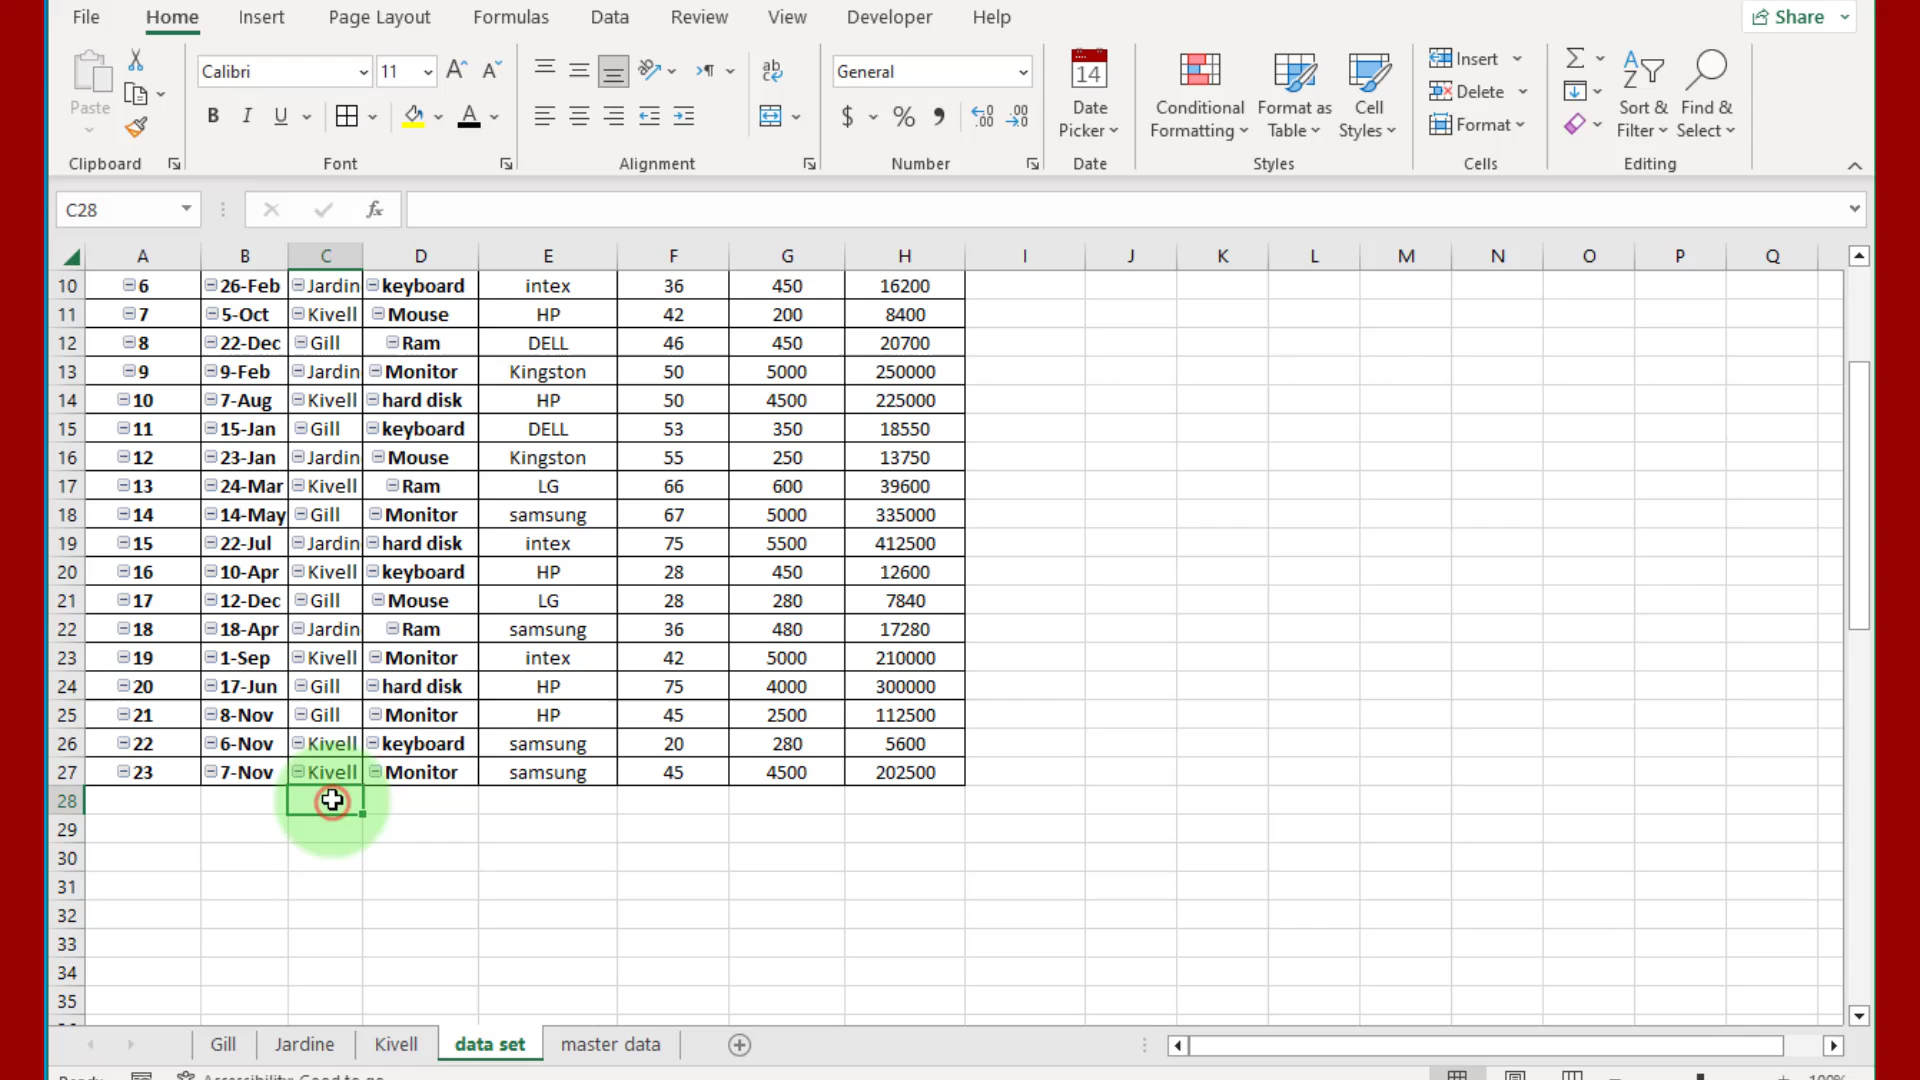 File Home Insert Page Layout Formulas Data Review View Developer Help Share
Calibri 11 General
Paste
B I U
14
Date Picker
Conditional Formatting
Format as Table
Cell Styles
Insert
Delete
Format
Sort & Filter
Find & Select
Clipboard Font Alignment Number Date Styles Cells Editing
C28 fx
A B C D E F G H I J K L M N O P Q
10 6 26-Feb Jardin keyboard intex 36 450 16200
11 7 5-Oct Kivell Mouse HP 42 200 8400
12 8 22-Dec Gill Ram DELL 46 450 20700
13 9 9-Feb Jardin Monitor Kingston 50 5000 250000
14 10 7-Aug Kivell hard disk HP 50 4500 225000
15 11 15-Jan Gill keyboard DELL 53 350 18550
16 12 23-Jan Jardin Mouse Kingston 55 250 13750
17 13 24-Mar Kivell Ram LG 66 600 39600
18 14 14-May Gill Monitor samsung 67 5000 335000
19 15 22-Jul Jardin hard disk intex 75 5500 412500
20 16 10-Apr Kivell keyboard HP 28 450 12600
21 17 12-Dec Gill Mouse LG 28 280 7840
22 18 18-Apr Jardin Ram samsung 36 480 17280
23 19 1-Sep Kivell Monitor intex 42 5000 210000
24 20 17-Jun Gill hard disk HP 75 4000 300000
25 21 8-Nov Gill Monitor HP 45 2500 112500
26 22 6-Nov Kivell keyboard samsung 20 280 5600
27 23 7-Nov Kivell Monitor samsung 45 4500 202500
28
29
30
31
32
33
34
35
Gill Jardine Kivell data set master data